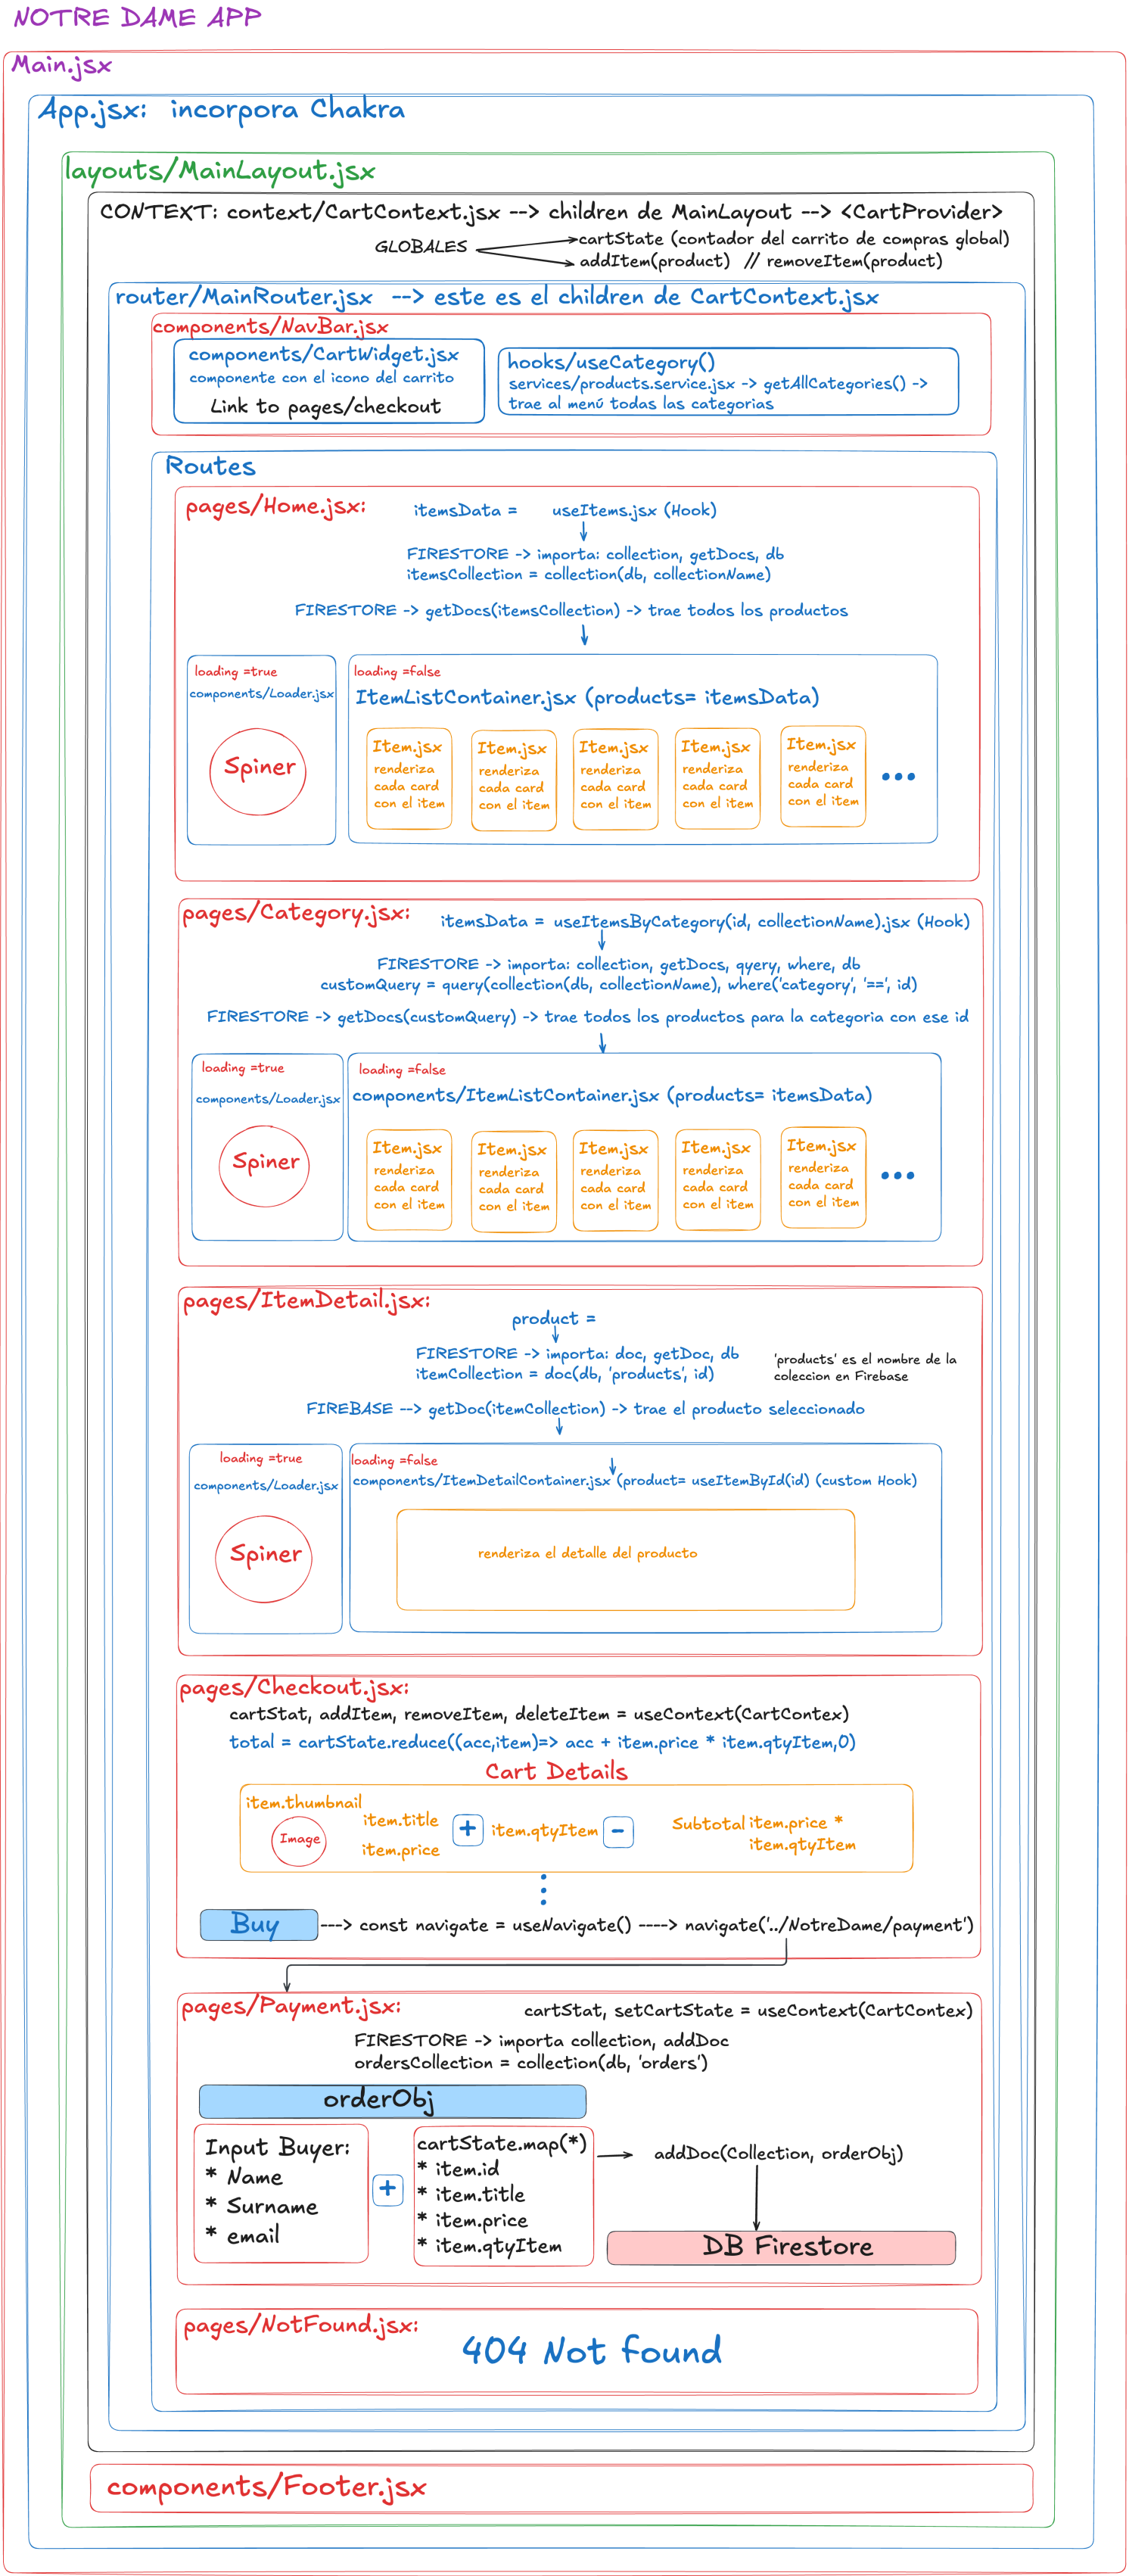 NOTRE DAME APP
Main.jsx
App.jsx: incorpora Chakra
layouts/MainLayout.jsx
CONTEXT: context/CartContext.jsx --> children de MainLayout --> <CartProvider>
GLOBALES
cartState (contador del carrito de compras global)
addItem(product) // removeItem(product)
router/MainRouter.jsx --> este es el children de CartContext.jsx
components/NavBar.jsx
components/CartWidget.jsx
componente con el icono del carrito
Link to pages/checkout
hooks/useCategory()
services/products.service.jsx -> getAllCategories() ->
trae al menú todas las categorias
Routes
pages/Home.jsx:
itemsData = useItems.jsx (Hook)
FIRESTORE -> importa: collection, getDocs, db
itemsCollection = collection(db, collectionName)
FIRESTORE -> getDocs(itemsCollection) -> trae todos los productos
loading =true
components/Loader.jsx
Spiner
loading =false
ItemListContainer.jsx (products= itemsData)
Item.jsx
renderiza
cada card
con el item
Item.jsx
renderiza
cada card
con el item
Item.jsx
renderiza
cada card
con el item
Item.jsx
renderiza
cada card
con el item
Item.jsx
renderiza
cada card
con el item
...
pages/Category.jsx:
itemsData = useItemsByCategory(id, collectionName).jsx (Hook)
FIRESTORE -> importa: collection, getDocs, qyery, where, db
customQuery = query(collection(db, collectionName), where('category', '==', id)
FIRESTORE -> getDocs(customQuery) -> trae todos los productos para la categoria con ese id
loading =true
components/Loader.jsx
Spiner
loading =false
components/ItemListContainer.jsx (products= itemsData)
Item.jsx
renderiza
cada card
con el item
Item.jsx
renderiza
cada card
con el item
Item.jsx
renderiza
cada card
con el item
Item.jsx
renderiza
cada card
con el item
Item.jsx
renderiza
cada card
con el item
...
pages/ItemDetail.jsx:
product =
FIRESTORE -> importa: doc, getDoc, db
itemCollection = doc(db, 'products', id)
'products' es el nombre de la
coleccion en Firebase
FIREBASE --> getDoc(itemCollection) -> trae el producto seleccionado
loading =true
components/Loader.jsx
Spiner
loading =false
components/ItemDetailContainer.jsx (product= useItemById(id) (custom Hook)
renderiza el detalle del producto
pages/Checkout.jsx:
cartStat, addItem, removeItem, deleteItem = useContext(CartContex)
total = cartState.reduce((acc,item)=> acc + item.price * item.qtyItem,0)
Cart Details
item.thumbnail
Image
item.title
item.price
+
item.qtyItem
-
Subtotal item.price *
item.qtyItem
Buy
---> const navigate = useNavigate() ----> navigate('../NotreDame/payment')
pages/Payment.jsx:
cartStat, setCartState = useContext(CartContex)
FIRESTORE -> importa collection, addDoc
ordersCollection = collection(db, 'orders')
orderObj
Input Buyer:
* Name
* Surname
* email
+
cartState.map(*)
* item.id
* item.title
* item.price
* item.qtyItem
addDoc(Collection, orderObj)
DB Firestore
pages/NotFound.jsx:
404 Not found
components/Footer.jsx